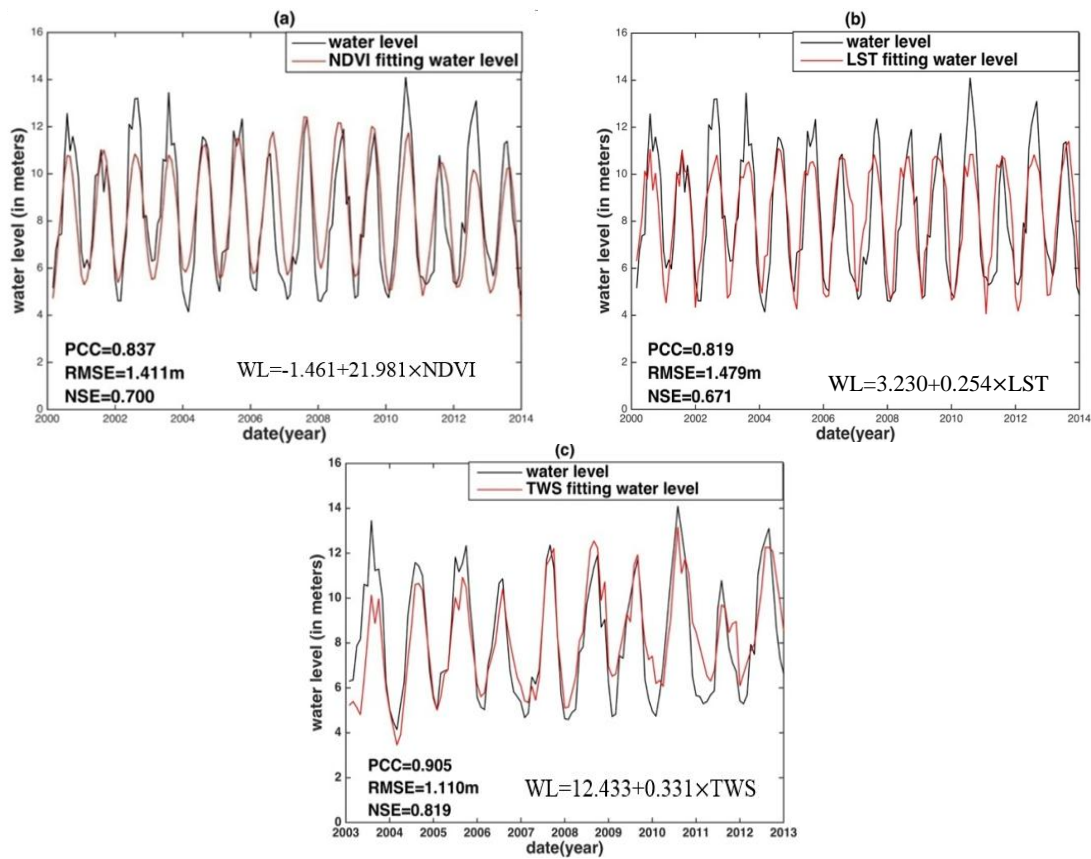 (a)
water level
NDVI fitting water level
water level (in meters)
16
14
12
10
8
6
4
2
0
PCC=0.837
RMSE=1.411m
NSE=0.700
WL=-1.461+21.981×NDVI
2000 2002 2004 2006 2008 2010 2012 2014
date(year)
(b)
water level
LST fitting water level
water level (in meters)
16
14
12
10
8
6
4
2
0
PCC=0.819
RMSE=1.479m
NSE=0.671
WL=3.230+0.254×LST
2000 2002 2004 2006 2008 2010 2012 2014
date(year)
(c)
water level
TWS fitting water level
water level (in meters)
16
14
12
10
8
6
4
2
0
PCC=0.905
RMSE=1.110m
NSE=0.819
WL=12.433+0.331×TWS
2003 2004 2005 2006 2007 2008 2009 2010 2011 2012 2013
date(year)